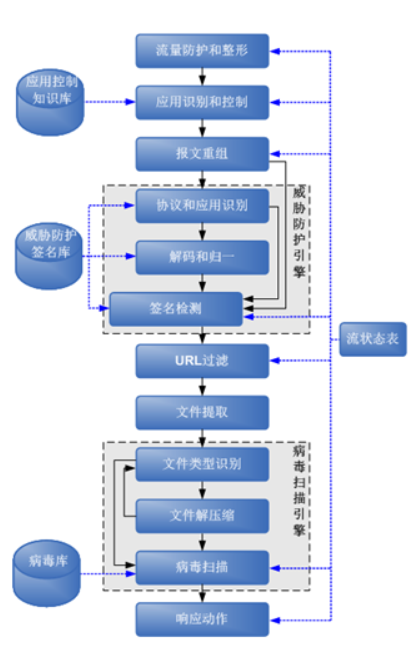 流量防护和整形
应用控制
知识库
应用识别和控制
报文重组
威胁防护引擎
协议和应用识别
威胁防护
签名库
解码和归一
签名检测
流状态表
URL过滤
文件提取
病毒扫描引擎
文件类型识别
文件解压缩
病毒库
病毒扫描
响应动作